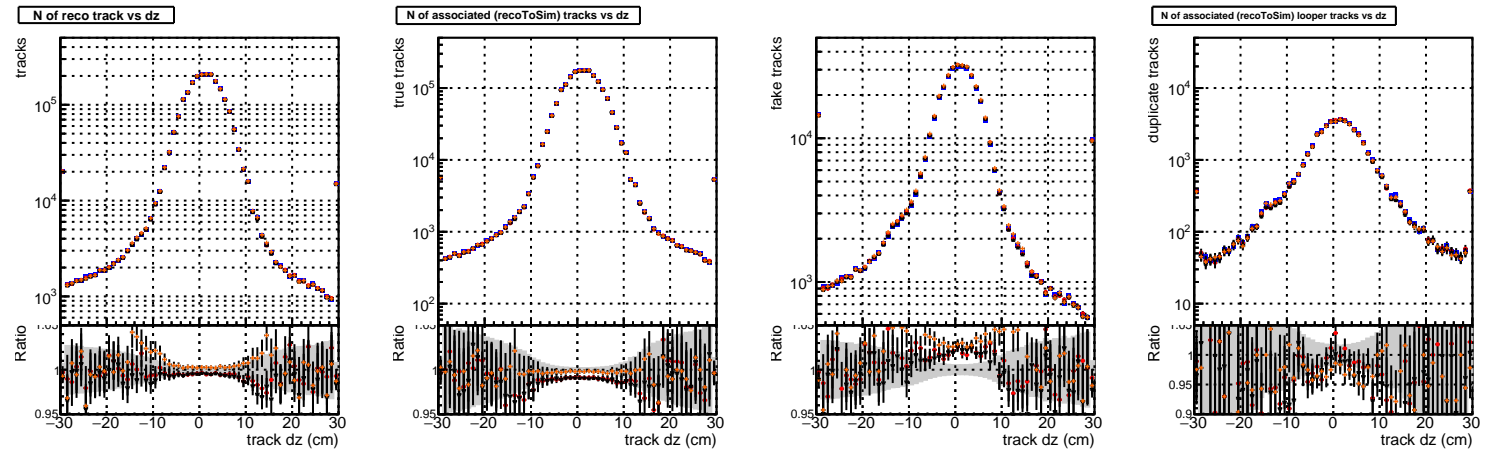 N of reco track vs dz
tracks
10^5
10^4
10^3
Ratio
1
0.95
−30 −20 −10 0 10 20 30
track dz (cm)
N of associated (recoToSim) tracks vs dz
true tracks
10^5
10^4
10^3
10^2
Ratio
1
0.95
−30 −20 −10 0 10 20 30
track dz (cm)
fake tracks
10^4
10^3
Ratio
1
0.95
−30 −20 −10 0 10 20 30
track dz (cm)
N of associated (recoToSim) looper tracks vs dz
duplicate tracks
10^4
10^3
10^2
10
Ratio
1
0.95
0.9
−30 −20 −10 0 10 20 30
track dz (cm)